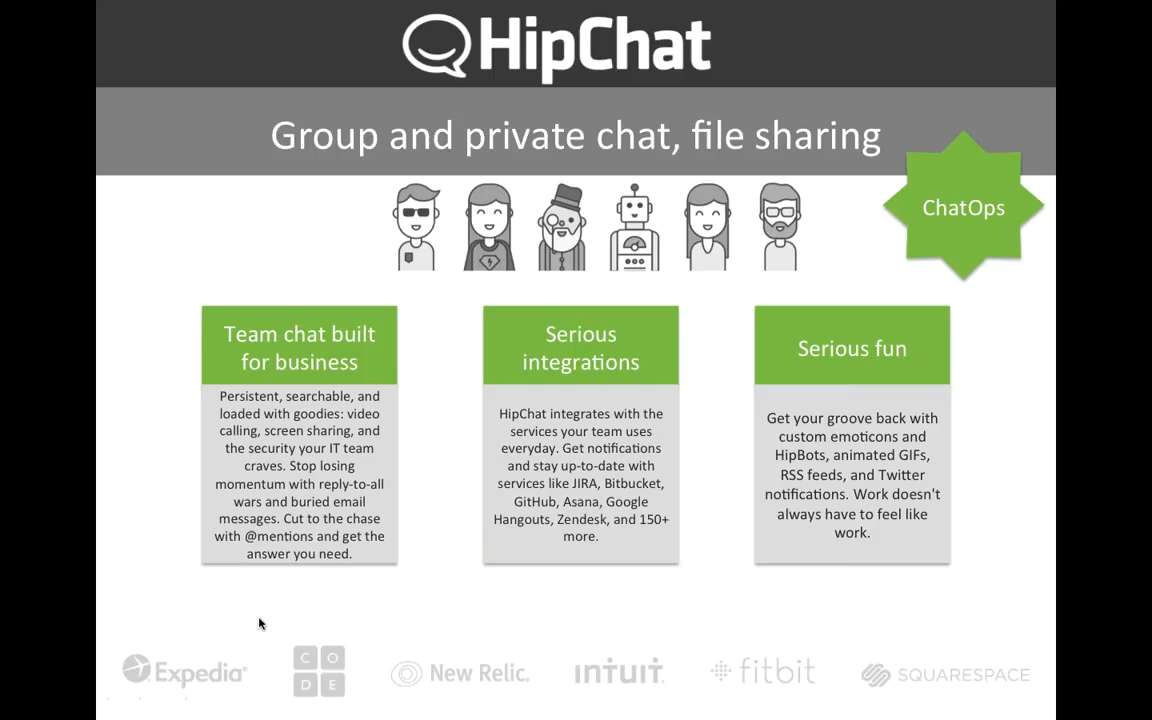 HipChat
Group and private chat, file sharing
ChatOps
Team chat built
for business
Persistent, searchable, and
loaded with goodies: video
calling, screen sharing, and
the security your IT team
craves. Stop losing
momentum with reply-to-all
wars and buried email
messages. Cut to the chase
with @mentions and get the
answer you need.
Serious
integrations
HipChat integrates with the
services your team uses
everyday. Get notifications
and stay up-to-date with
services like JIRA, Bitbucket,
GitHub, Asana, Google
Hangouts, Zendesk, and 150+
more.
Serious fun
Get your groove back with
custom emoticons and
HipBots, animated GIFs,
RSS feeds, and Twitter
notifications. Work doesn't
always have to feel like
work.
Expedia
CO
DE
New Relic.
intuit.
fitbit
SQUARESPACE